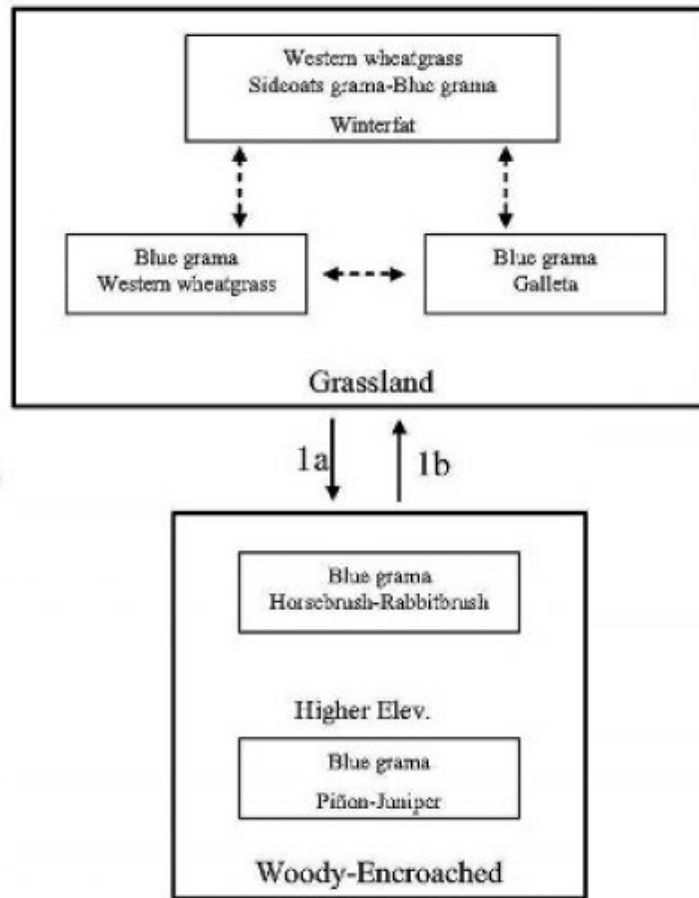 Western wheatgrass
Sideoats grama-Blue grama
Winterfat
Blue grama
Western wheatgrass
Blue grama
Galleta
Grassland
1a
1b
Blue grama
Horsebrush-Rabbitbrush
Higher Elev.
Blue grama
Piñon-Juniper
Woody-Encroached